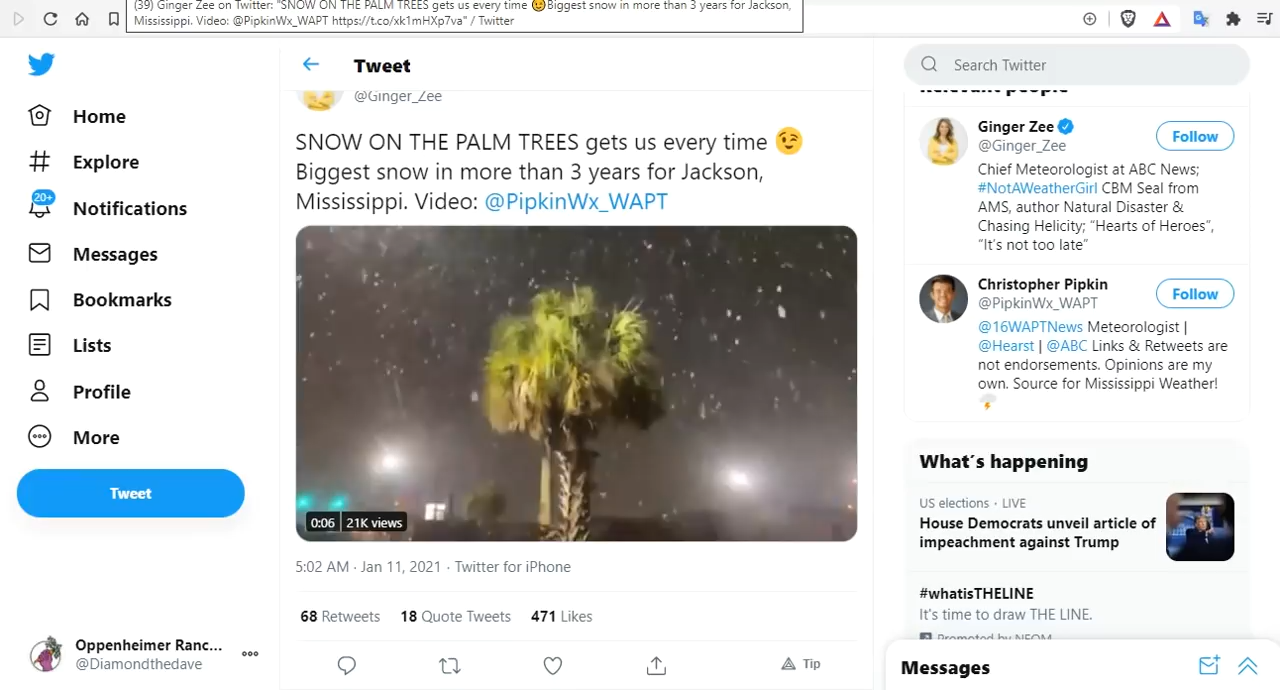 (39) Ginger Zee on Twitter: "SNOW ON THE PALM TREES gets us every time 😉Biggest snow in more than 3 years for Jackson,
Mississippi. Video: @PipkinWx_WAPT https://t.co/xk1mHXp7va" / Twitter
Home
Explore
20+
Notifications
Messages
Bookmarks
Lists
Profile
More
Tweet
Oppenheimer Ranc...
@Diamondthedave
Tweet
@Ginger_Zee
SNOW ON THE PALM TREES gets us every time 😉
Biggest snow in more than 3 years for Jackson,
Mississippi. Video: @PipkinWx_WAPT
0:06 21K views
5:02 AM · Jan 11, 2021 · Twitter for iPhone
68 Retweets 18 Quote Tweets 471 Likes
Tip
Search Twitter
Relevant people
Ginger Zee
@Ginger_Zee
Follow
Chief Meteorologist at ABC News;
#NotAWeatherGirl CBM Seal from
AMS, author Natural Disaster &
Chasing Helicity; “Hearts of Heroes”,
“It’s not too late”
Christopher Pipkin
@PipkinWx_WAPT
Follow
@16WAPTNews Meteorologist |
@Hearst | @ABC Links & Retweets are
not endorsements. Opinions are my
own. Source for Mississippi Weather!
What’s happening
US elections · LIVE
House Democrats unveil article of
impeachment against Trump
#whatisTHELINE
It's time to draw THE LINE.
Promoted by NEOM
Messages